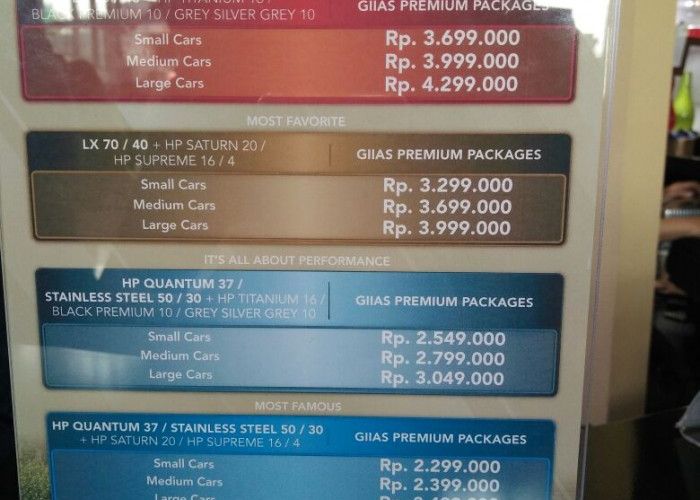 HP TITANIUM 16 /
BLACK PREMIUM 10 / GREY SILVER GREY 10
GIIAS PREMIUM PACKAGES
Small Cars Rp. 3.699.000
Medium Cars Rp. 3.999.000
Large Cars Rp. 4.299.000
MOST FAVORITE
LX 70 / 40 + HP SATURN 20 /
HP SUPREME 16 / 4
GIIAS PREMIUM PACKAGES
Small Cars Rp. 3.299.000
Medium Cars Rp. 3.699.000
Large Cars Rp. 3.999.000
IT'S ALL ABOUT PERFORMANCE
HP QUANTUM 37 /
STAINLESS STEEL 50 / 30 + HP TITANIUM 16 /
BLACK PREMIUM 10 / GREY SILVER GREY 10
GIIAS PREMIUM PACKAGES
Small Cars Rp. 2.549.000
Medium Cars Rp. 2.799.000
Large Cars Rp. 3.049.000
MOST FAMOUS
HP QUANTUM 37 / STAINLESS STEEL 50 / 30
+ HP SATURN 20 / HP SUPREME 16 / 4
GIIAS PREMIUM PACKAGES
Small Cars Rp. 2.299.000
Medium Cars Rp. 2.399.000
Large Cars